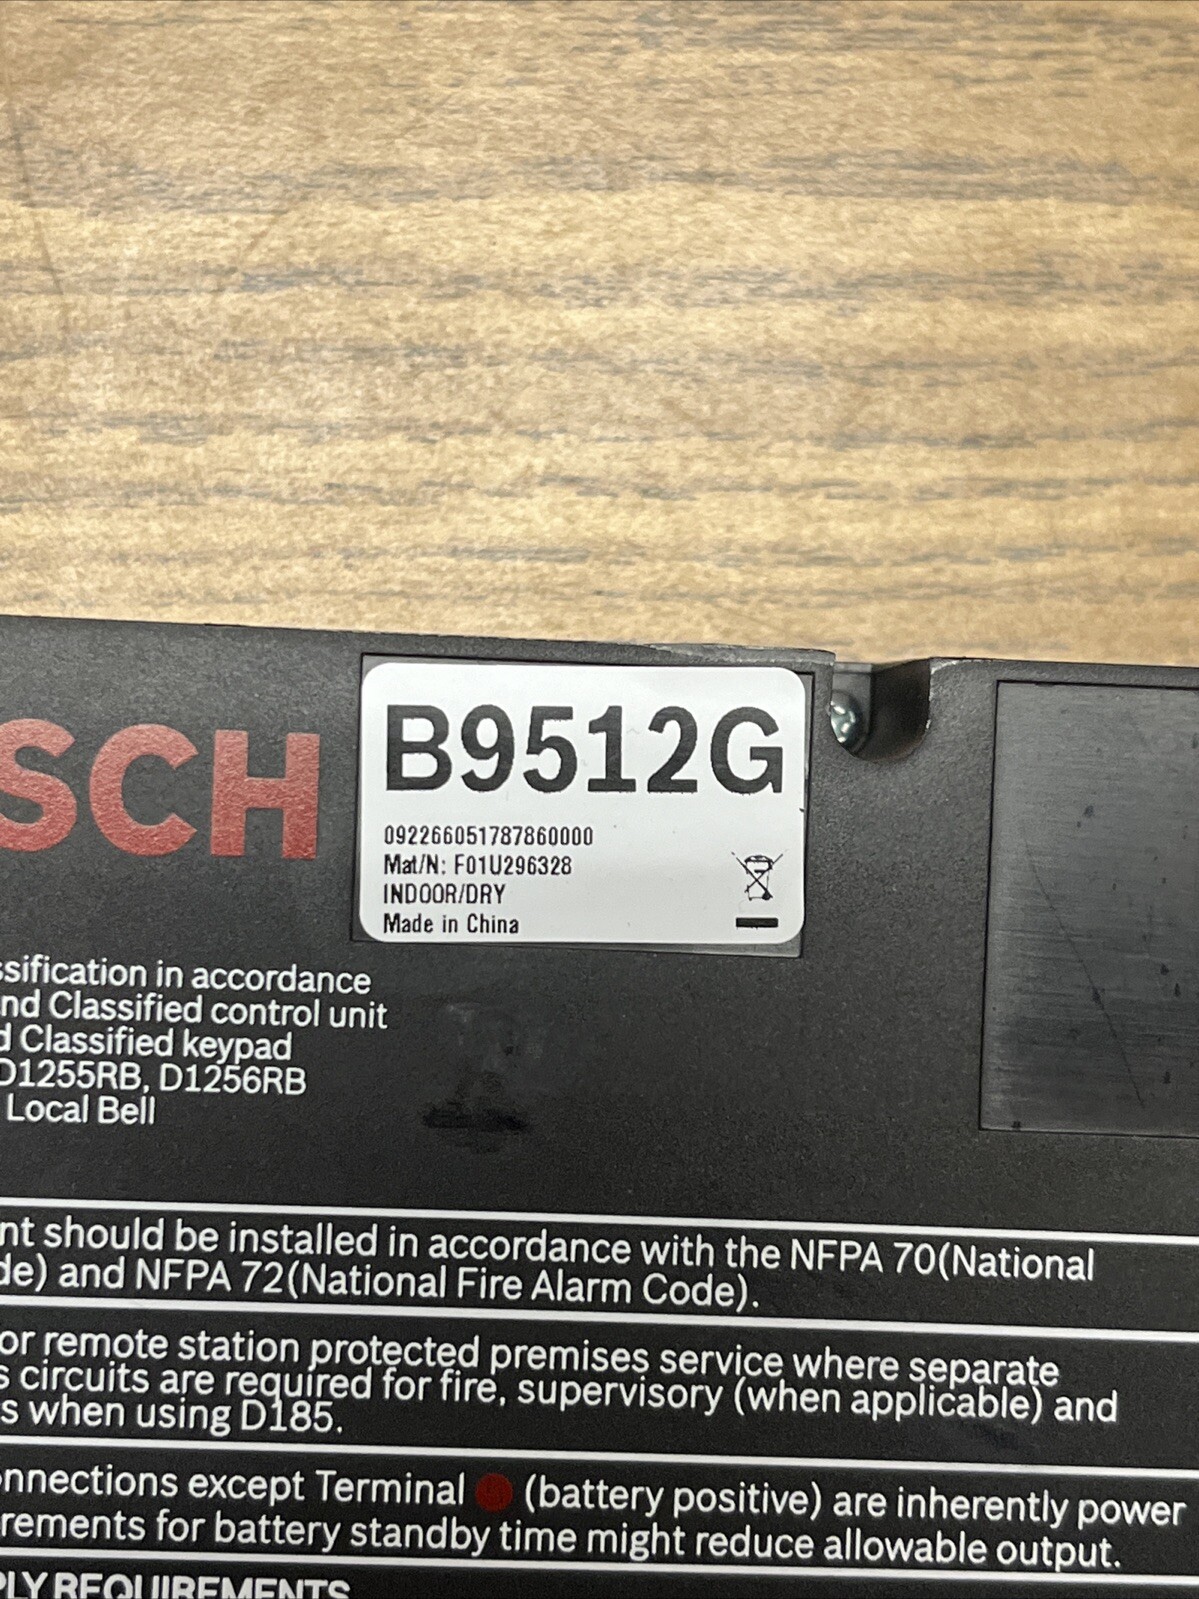 SCH
B9512G
092266051787860000
Mat/N: F01U296328
INDOOR/DRY
Made in China
ssification in accordance
nd Classified control unit
d Classified keypad
D1255RB, D1256RB
Local Bell
nt should be installed in accordance with the NFPA 70(National
de) and NFPA 72(National Fire Alarm Code).
or remote station protected premises service where separate
s circuits are required for fire, supervisory (when applicable) and
s when using D185.
onnections except Terminal (battery positive) are inherently power
rements for battery standby time might reduce allowable output.
PLY REQUIREMENTS